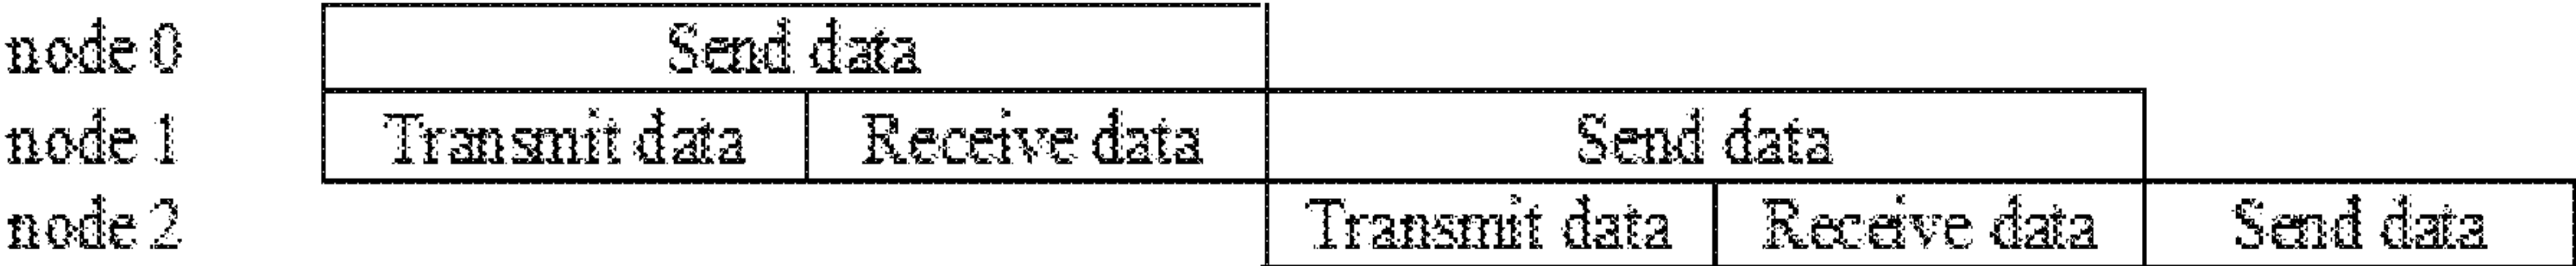 node 0 Send data
node 1 Transmit data Receive data Send data
node 2 Transmit data Receive data Send data